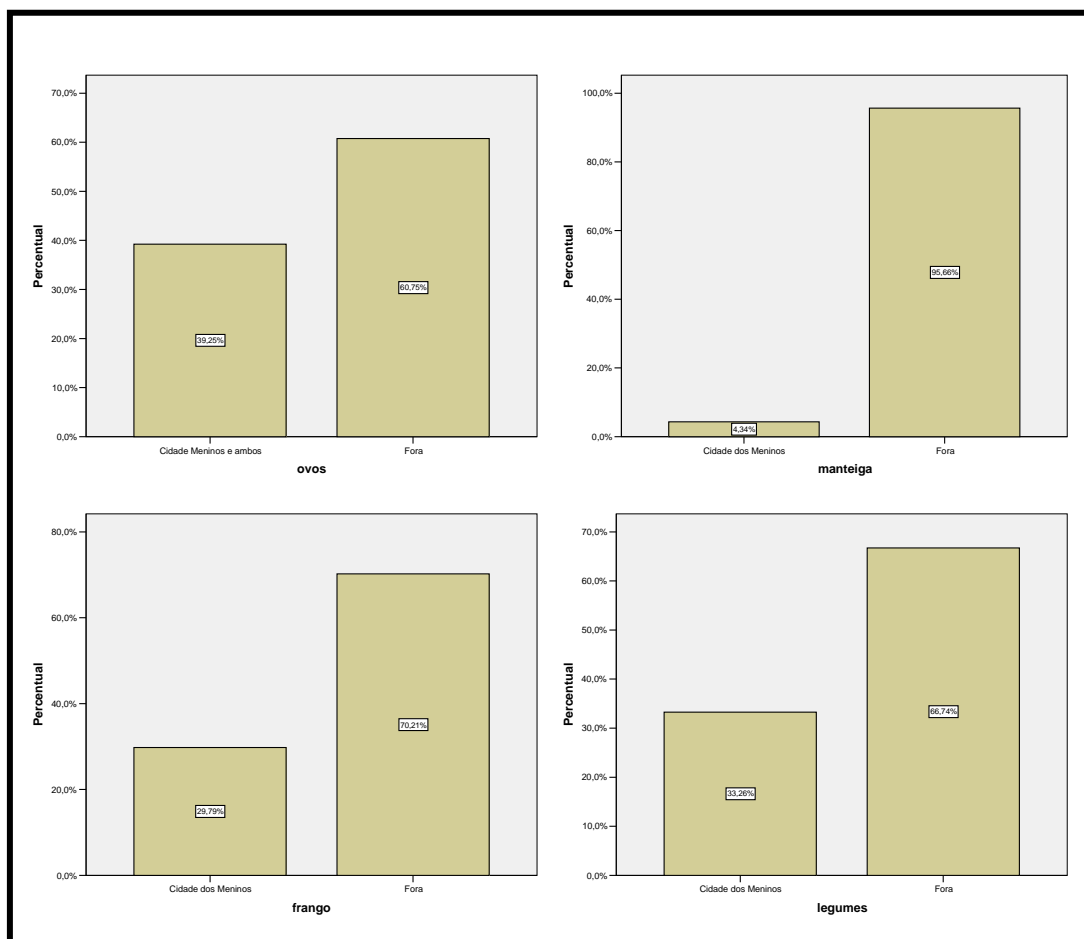 70,0%
60,0%
50,0%
40,0%
30,0%
20,0%
10,0%
0,0%
Percentual
39,25%
60,75%
Cidade Meninos e ambos
Fora
ovos
100,0%
80,0%
60,0%
40,0%
20,0%
0,0%
Percentual
4,34%
95,66%
Cidade dos Meninos
Fora
manteiga
80,0%
60,0%
40,0%
20,0%
0,0%
Percentual
29,79%
70,21%
Cidade dos Meninos
Fora
frango
70,0%
60,0%
50,0%
40,0%
30,0%
20,0%
10,0%
0,0%
Percentual
33,26%
66,74%
Cidade dos Meninos
Fora
legumes